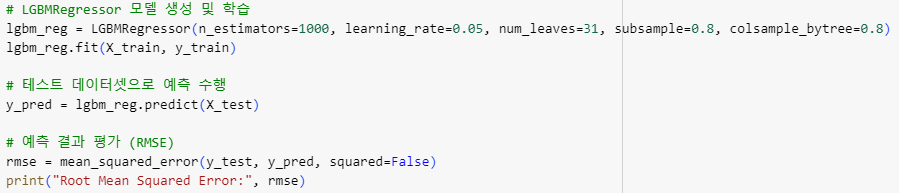 # LGBMRegressor 모델 생성 및 학습
lgbm_reg = LGBMRegressor(n_estimators=1000, learning_rate=0.05, num_leaves=31, subsample=0.8, colsample_bytree=0.8)
lgbm_reg.fit(X_train, y_train)
# 테스트 데이터셋으로 예측 수행
y_pred = lgbm_reg.predict(X_test)
# 예측 결과 평가 (RMSE)
rmse = mean_squared_error(y_test, y_pred, squared=False)
print("Root Mean Squared Error:", rmse)